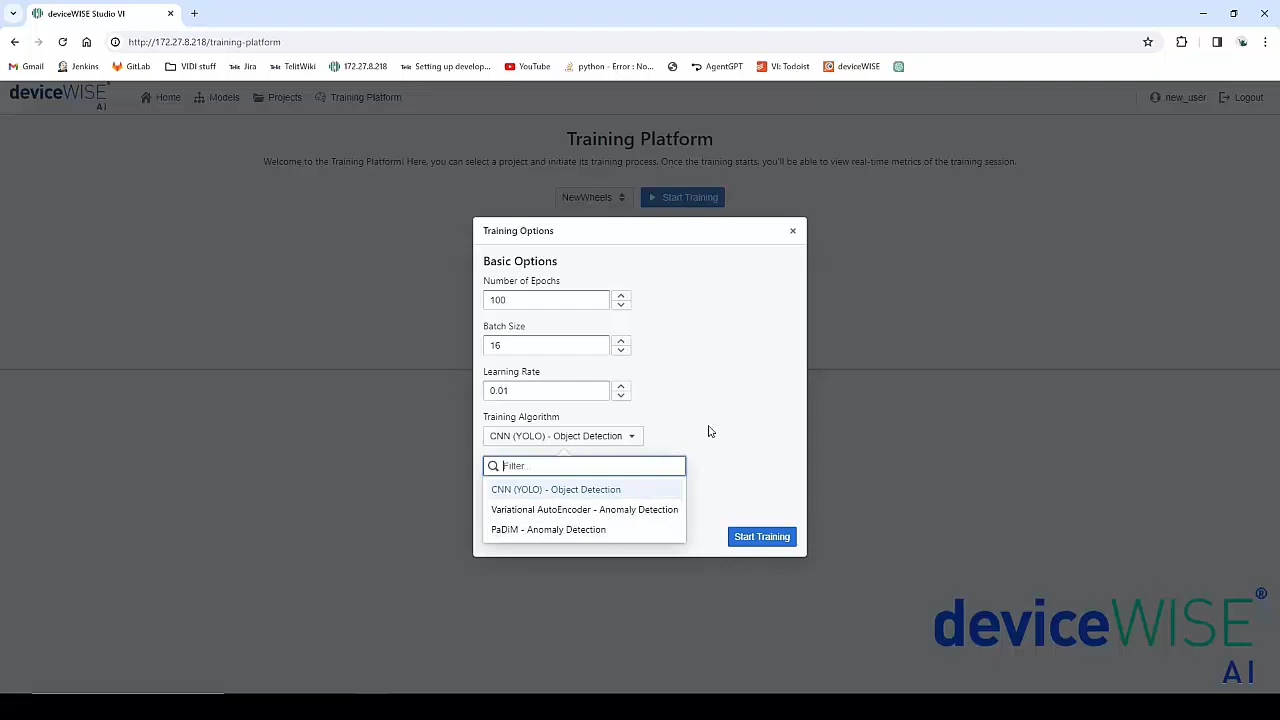 deviceWISE Studio VI
http://172.27.8.218/training-platform
Gmail Jenkins GitLab VIDI stuff Jira TelitWiki 172.27.8.218 Setting up develop... YouTube python - Error : No... AgentGPT VI: Todoist deviceWISE
deviceWISE AI Home Models Projects Training Platform new_user Logout
Training Platform
Welcome to the Training Platform! Here, you can select a project and initiate its training process. Once the training starts, you'll be able to view real-time metrics of the training session.
NewWheels Start Training
Training Options
Basic Options
Number of Epochs
100
Batch Size
16
Learning Rate
0.01
Training Algorithm
CNN (YOLO) - Object Detection
Filter...
CNN (YOLO) - Object Detection
Variational AutoEncoder - Anomaly Detection
PaDiM - Anomaly Detection
Start Training
deviceWISE®
AI